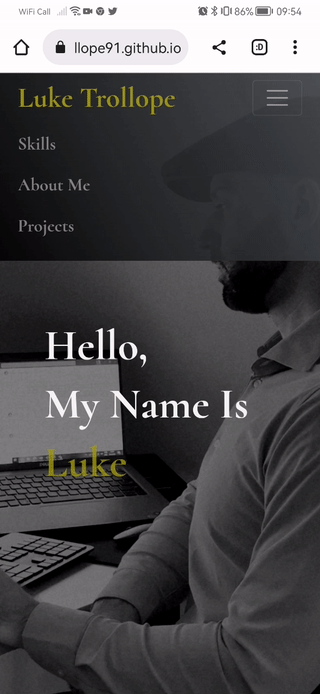 WiFi Call
86%
09:54
llope91.github.io
:D
Luke Trollope
Skills
About Me
Projects
Hello,
My Name Is
Luke